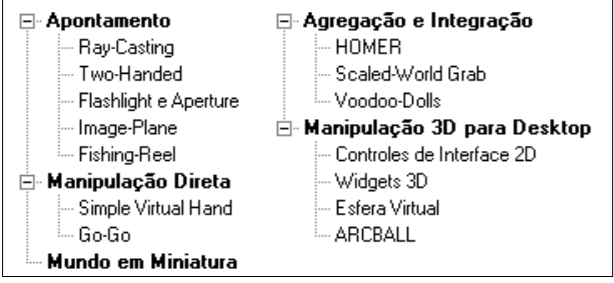 Apontamento
Ray-Casting
Two-Handed
Flashlight e Aperture
Image-Plane
Fishing-Reel
Manipulação Direta
Simple Virtual Hand
Go-Go
Mundo em Miniatura
Agregação e Integração
HOMER
Scaled-World Grab
Voodoo-Dolls
Manipulação 3D para Desktop
Controles de Interface 2D
Widgets 3D
Esfera Virtual
ARCBALL